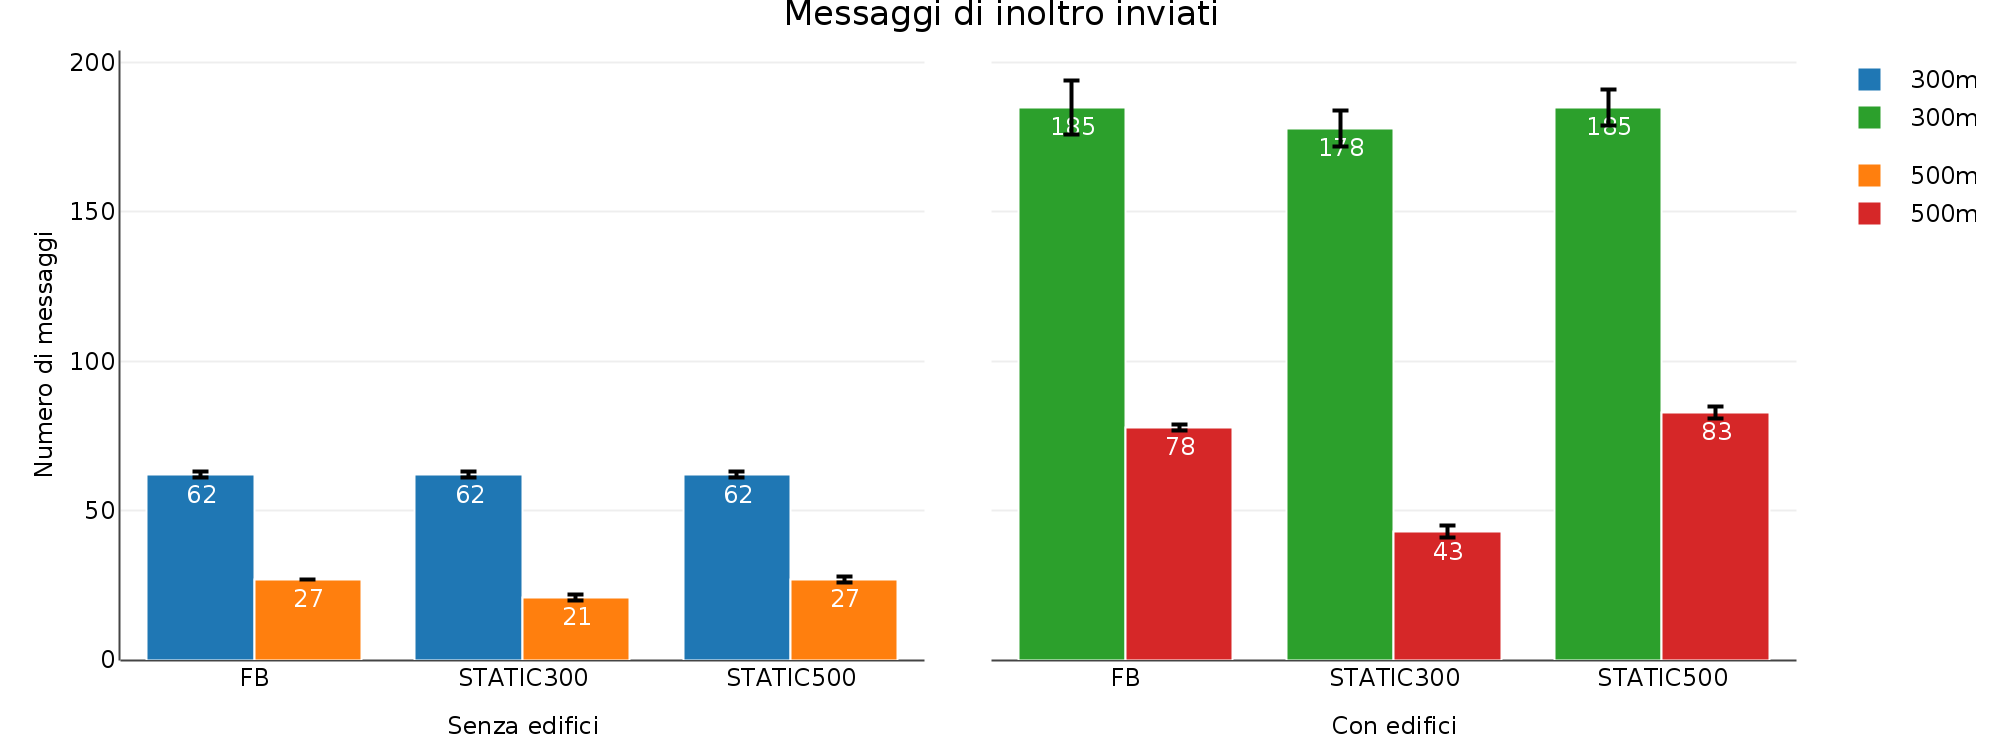 Messaggi di inoltro inviati
Numero di messaggi
200
150
100
50
0
62
27
62
21
62
27
FB
STATIC300
STATIC500
Senza edifici
185
78
178
43
185
83
FB
STATIC300
STATIC500
Con edifici
300m
300m
500m
500m